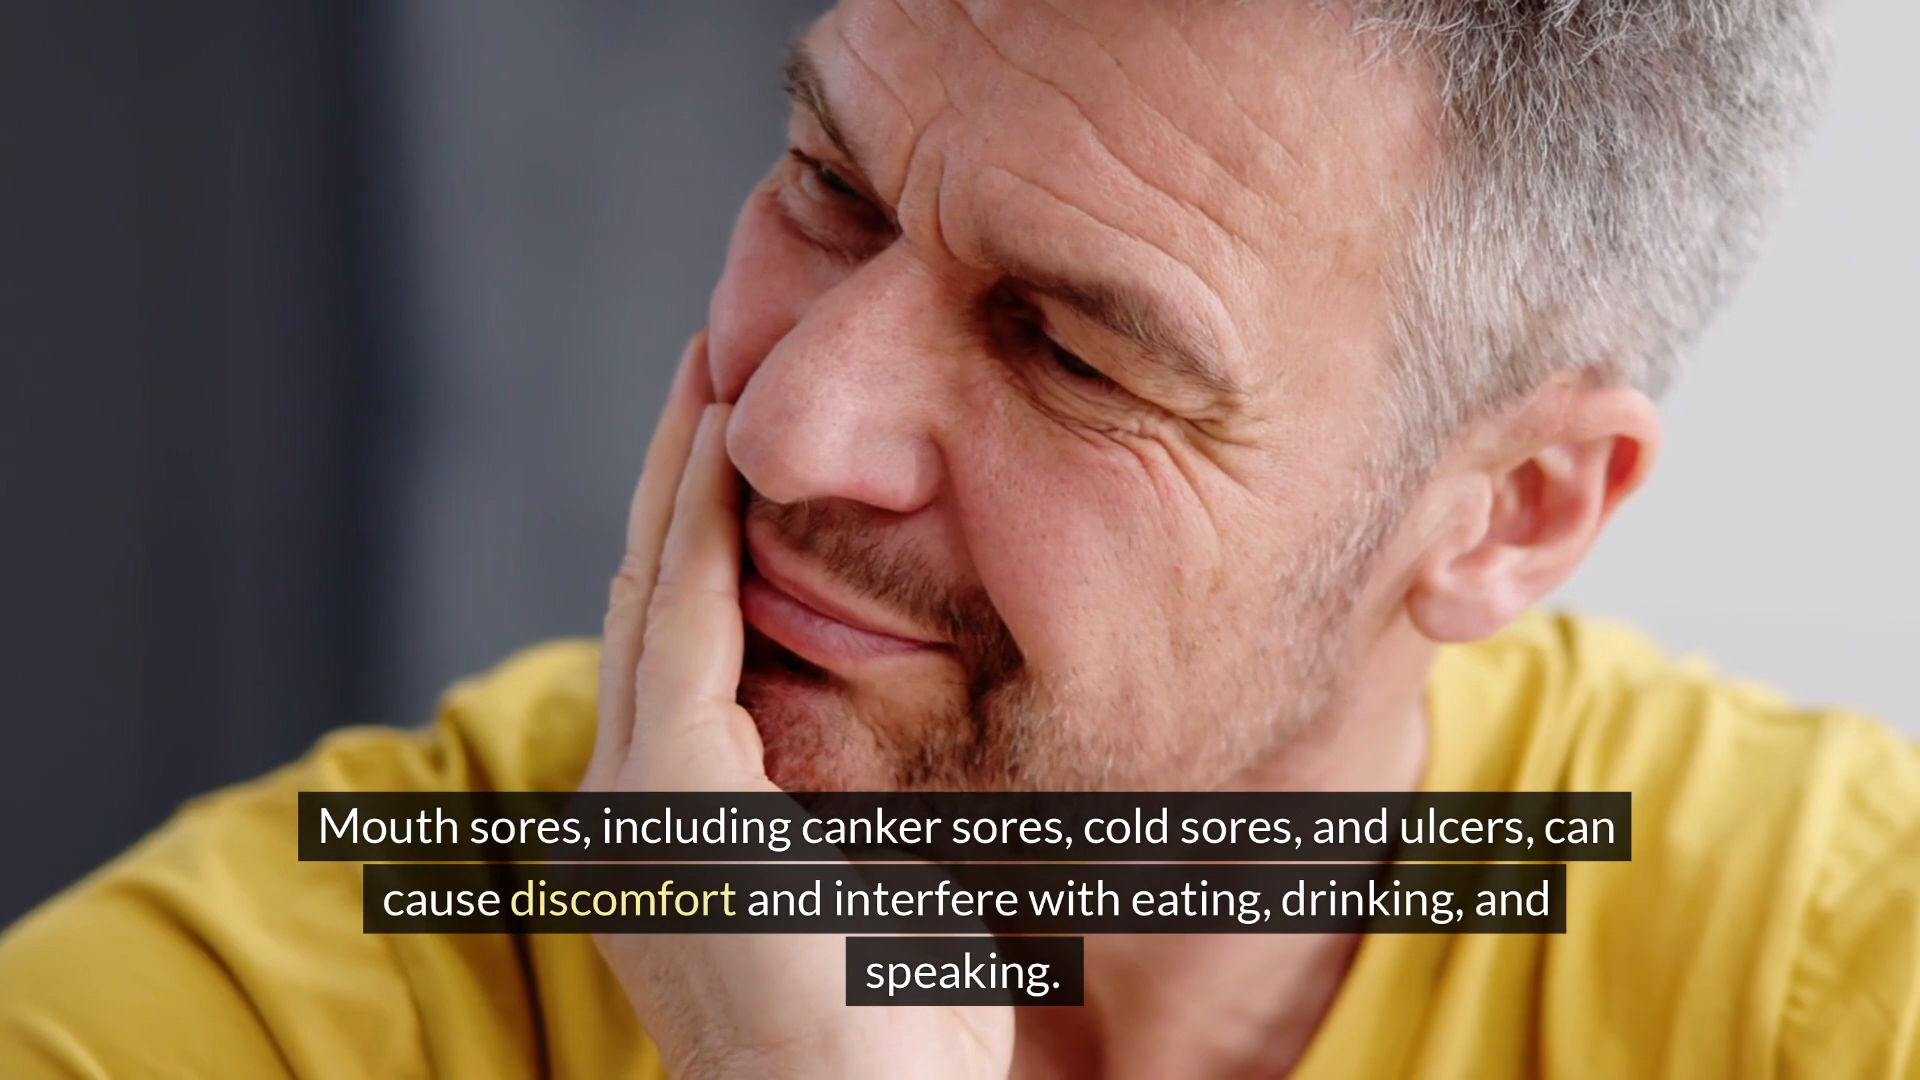 Mouth sores, including canker sores, cold sores, and ulcers, can
cause discomfort and interfere with eating, drinking, and
speaking.